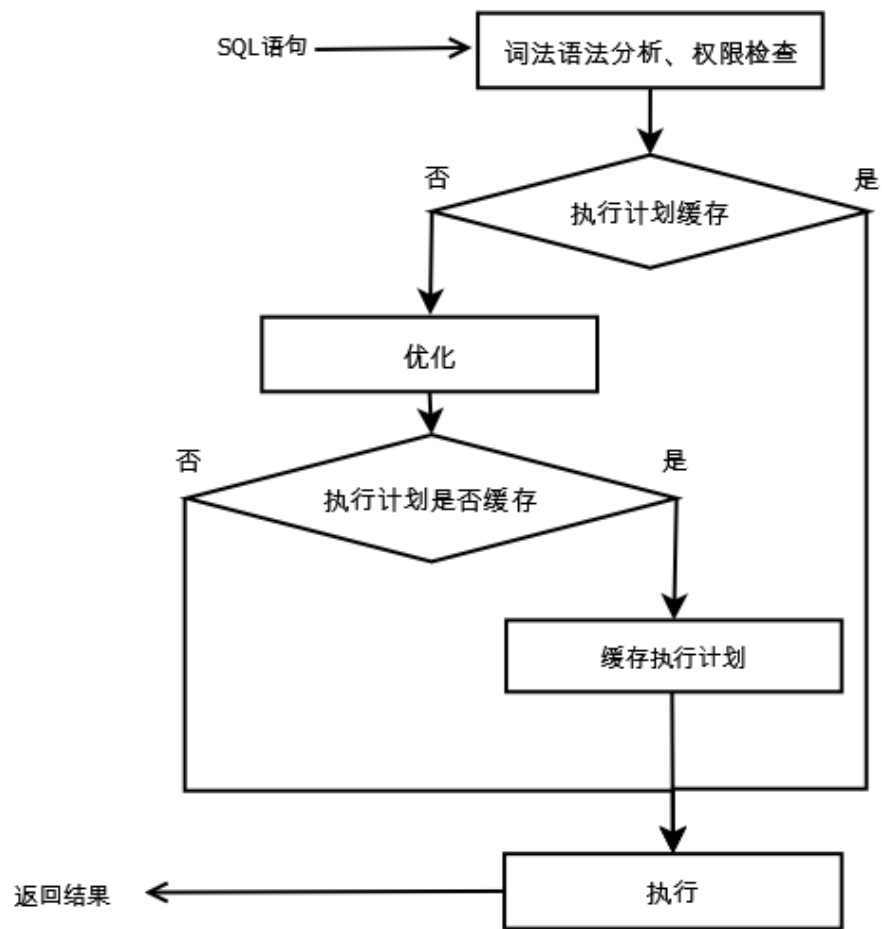 SQL语句
词法语法分析、权限检查
否
是
执行计划缓存
优化
否
是
执行计划是否缓存
缓存执行计划
执行
返回结果